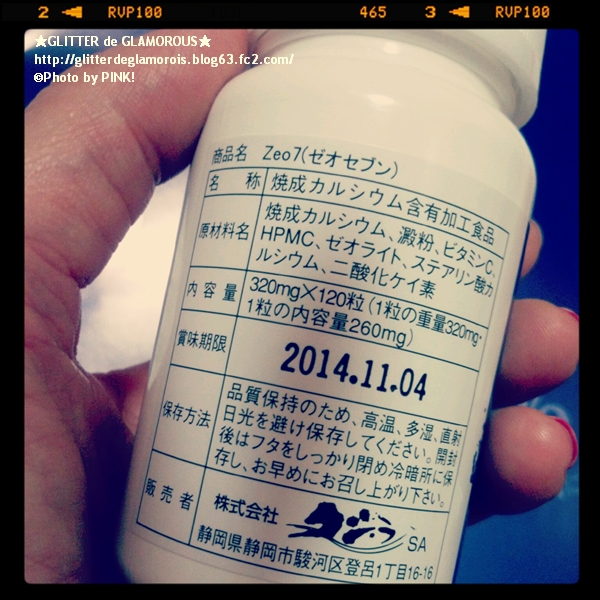 2 RVP100 465 3 RVP100
★GLITTER de GLAMOROUS★
http://glitterdeglamorois.blog63.fc2.com/
©Photo by PINK!
商品名 Zeo7(ゼオセブン)
名 称 焼成カルシウム含有加工食品
原材料名 焼成カルシウム、澱粉、ビタミンC、
HPMC、ゼオライト、ステアリン酸カ
ルシウム、二酸化ケイ素
内容量 320mg×120粒(1粒の重量320mg・
1粒の内容量260mg)
賞味期限 2014.11.04
保存方法 品質保持のため、高温、多湿、直射
日光を避け保存してください。開封
後はフタをしっかり閉め冷暗所に保
存し、お早めにお召し上がり下さい。
販売者 株式会社 クジラ SA
静岡県静岡市駿河区登呂1丁目16-16